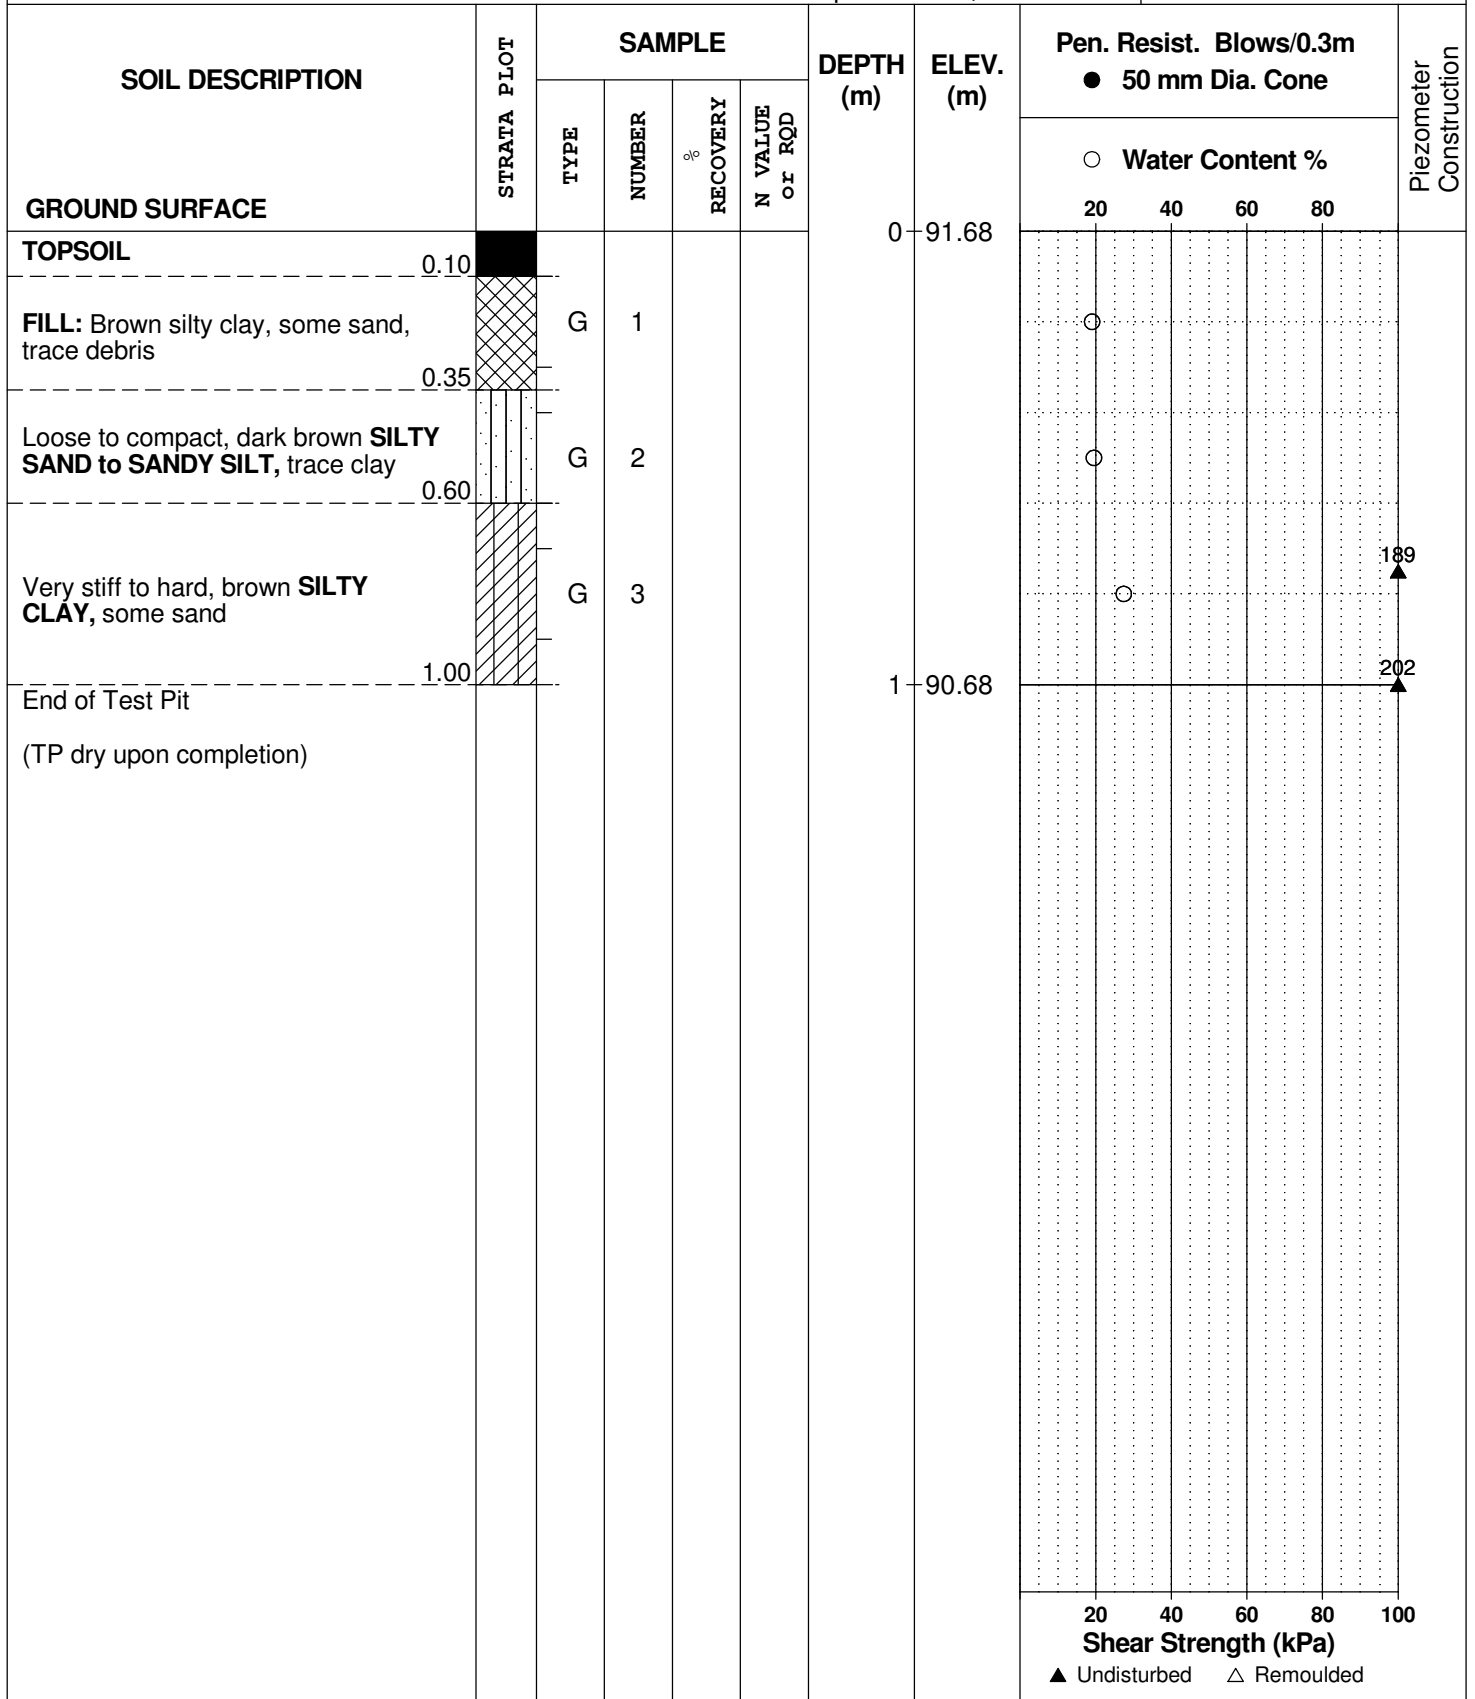 SOIL DESCRIPTION
GROUND SURFACE
STRATA PLOT
SAMPLE
TYPE
NUMBER
%
RECOVERY
N VALUE
or RQD
DEPTH
(m)
ELEV.
(m)
Pen. Resist. Blows/0.3m
● 50 mm Dia. Cone
○ Water Content %
20 40 60 80
Piezometer
Construction
0 91.68
TOPSOIL
0.10
FILL: Brown silty clay, some sand,
trace debris
0.35
G 1
Loose to compact, dark brown SILTY
SAND to SANDY SILT, trace clay
0.60
G 2
189
Very stiff to hard, brown SILTY
CLAY, some sand
G 3
1.00
202
1 90.68
End of Test Pit
(TP dry upon completion)
20 40 60 80 100
Shear Strength (kPa)
▲ Undisturbed △ Remoulded